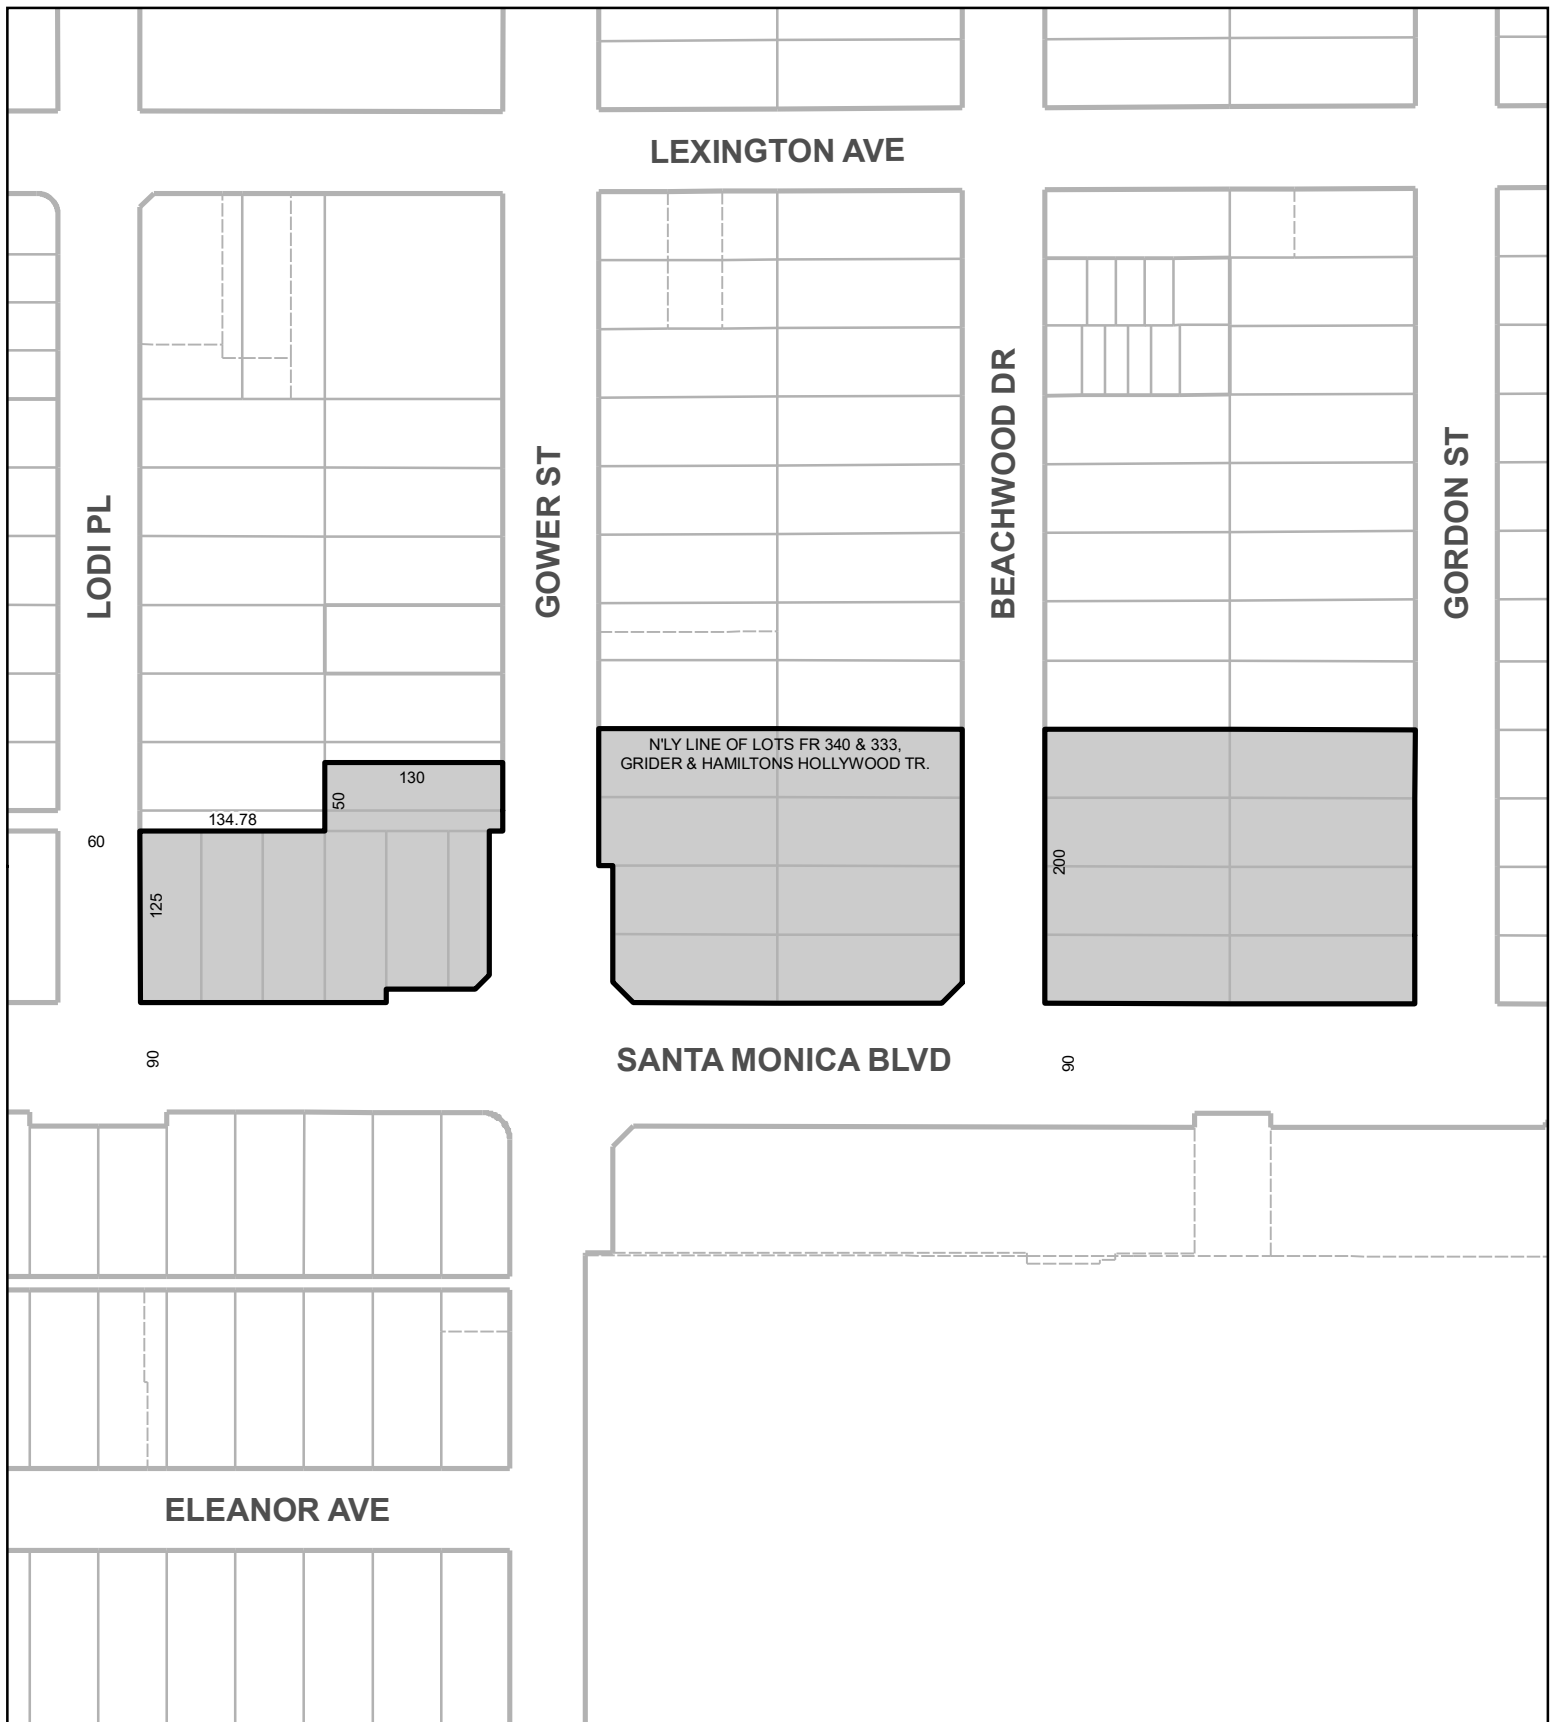 LEXINGTON AVE
LODI PL
GOWER ST
BEACHWOOD DR
GORDON ST
N'LY LINE OF LOTS FR 340 & 333,
GRIDER & HAMILTONS HOLLYWOOD TR.
130
50
134.78
60
125
200
90
SANTA MONICA BLVD
90
ELEANOR AVE